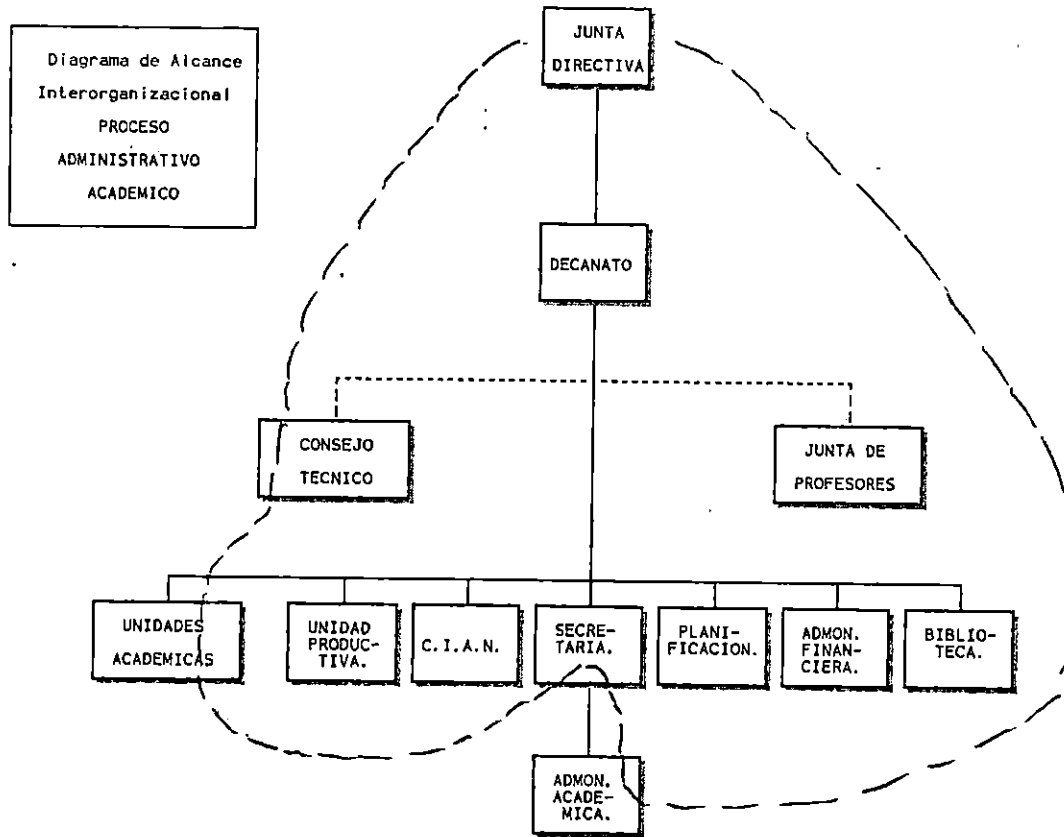 Diagrama de Alcance
Interorganizacional
PROCESO
ADMINISTRATIVO
ACADEMICO
JUNTA
DIRECTIVA
DECANATO
CONSEJO
TECNICO
JUNTA DE
PROFESORES
UNIDADES
ACADEMICAS
UNIDAD
PRODUC-
TIVA.
C.I.A.N.
SECRE-
TARIA.
PLANI-
FICACION.
ADMON.
FINAN-
CIERA.
BIBLIO-
TECA.
ADMON.
ACADE-
MICA.